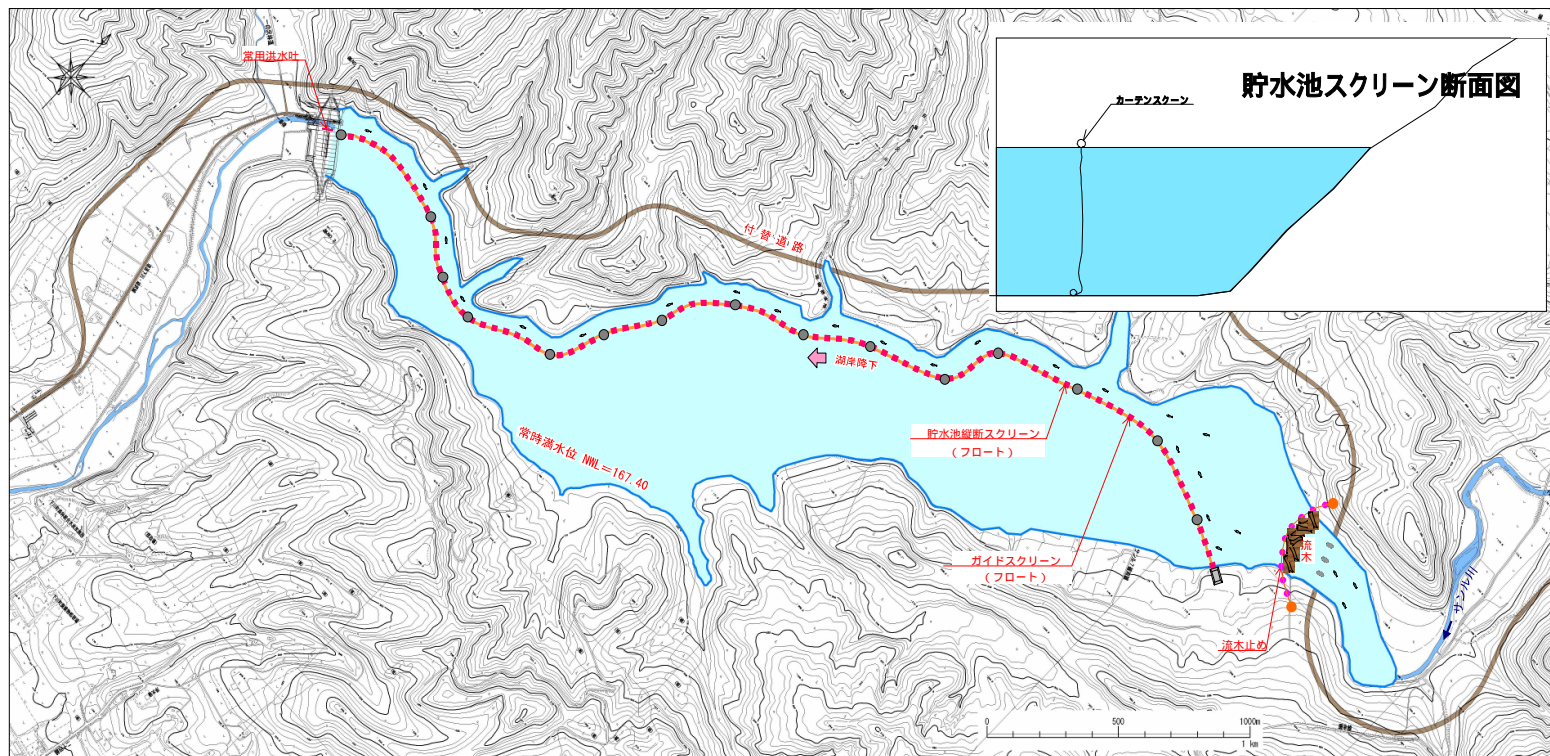 常用洪水吐
貯水池スクリーン断面図
カーテンスクーン
付替道路
湖岸降下
貯水池縦断スクリーン
(フロート)
常時満水位 NWL=167.40
ガイドスクリーン
(フロート)
流木
サンル川
流木止め
0 500 1000m
1 km